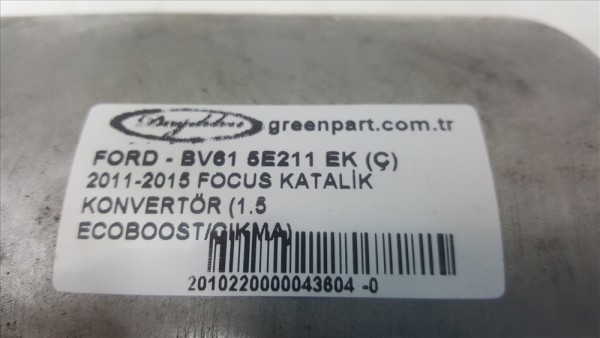 greenpart.com.tr
FORD - BV61 5E211 EK (Ç)
2011-2015 FOCUS KATALİK
KONVERTÖR (1.5
ECOBOOST/ÇIKMA)
2010220000043604 -0